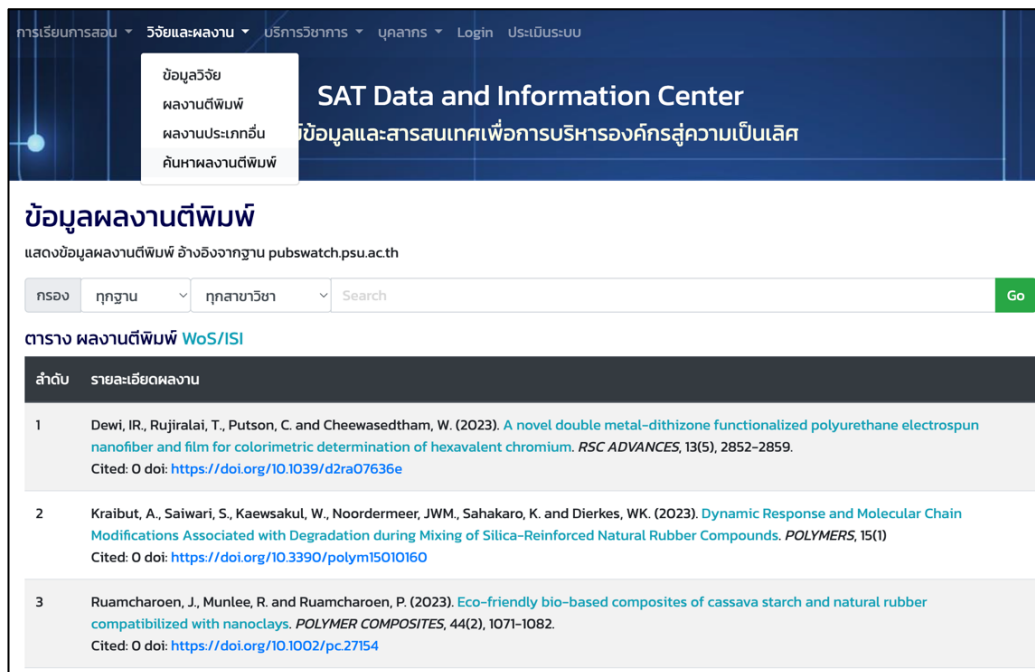 การเรียนการสอน วิจัยและผลงาน บริการวิชาการ บุคลากร Login ประเมินระบบ
ข้อมูลวิจัย
ผลงานตีพิมพ์
ผลงานประเภทอื่น
ค้นหาผลงานตีพิมพ์
SAT Data and Information Center
ข้อมูลและสารสนเทศเพื่อการบริหารองค์กรสู่ความเป็นเลิศ
ข้อมูลผลงานตีพิมพ์
แสดงข้อมูลผลงานตีพิมพ์ อ้างอิงจากฐาน pubswatch.psu.ac.th
กรอง ทุกฐาน ทุกสาขาวิชา Search Go
ตาราง ผลงานตีพิมพ์ WoS/ISI
ลำดับ รายละเอียดผลงาน
1 Dewi, IR., Rujiralai, T., Putson, C. and Cheewasedtham, W. (2023). A novel double metal-dithizone functionalized polyurethane electrospun
nanofiber and film for colorimetric determination of hexavalent chromium. RSC ADVANCES, 13(5), 2852-2859.
Cited: 0 doi: https://doi.org/10.1039/d2ra07636e
2 Kraibut, A., Saiwari, S., Kaewsakul, W., Noordermeer, JWM., Sahakaro, K. and Dierkes, WK. (2023). Dynamic Response and Molecular Chain
Modifications Associated with Degradation during Mixing of Silica-Reinforced Natural Rubber Compounds. POLYMERS, 15(1)
Cited: 0 doi: https://doi.org/10.3390/polym15010160
3 Ruamcharoen, J., Munlee, R. and Ruamcharoen, P. (2023). Eco-friendly bio-based composites of cassava starch and natural rubber
compatibilized with nanoclays. POLYMER COMPOSITES, 44(2), 1071-1082.
Cited: 0 doi: https://doi.org/10.1002/pc.27154